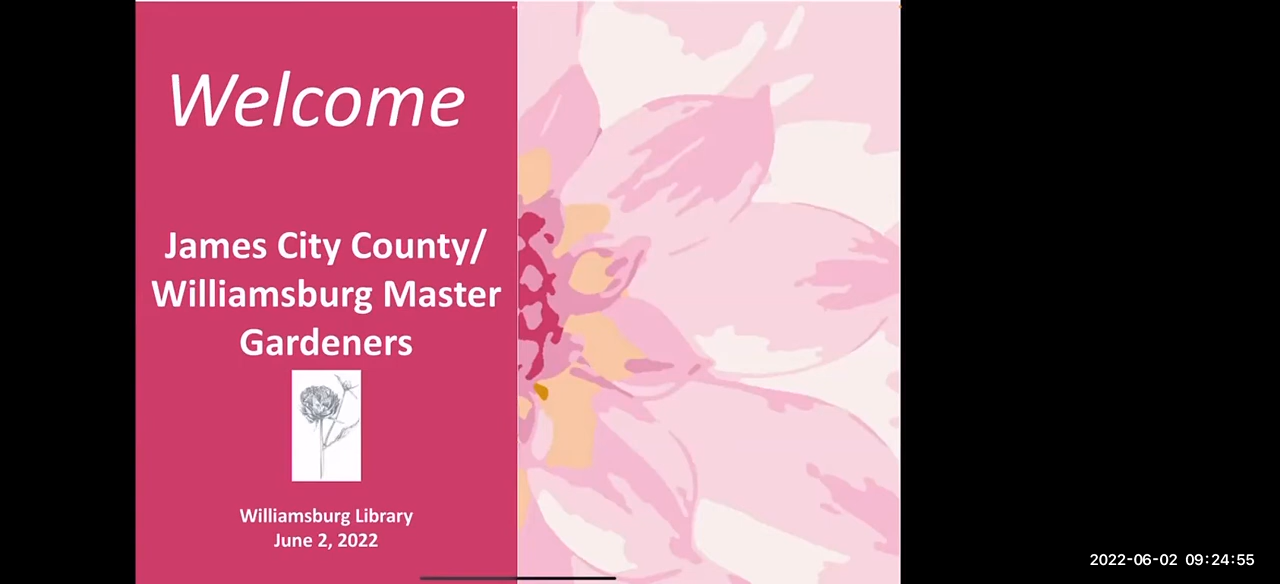 Welcome
James City County/
Williamsburg Master
Gardeners
Williamsburg Library
June 2, 2022
2022-06-02 09:24:55